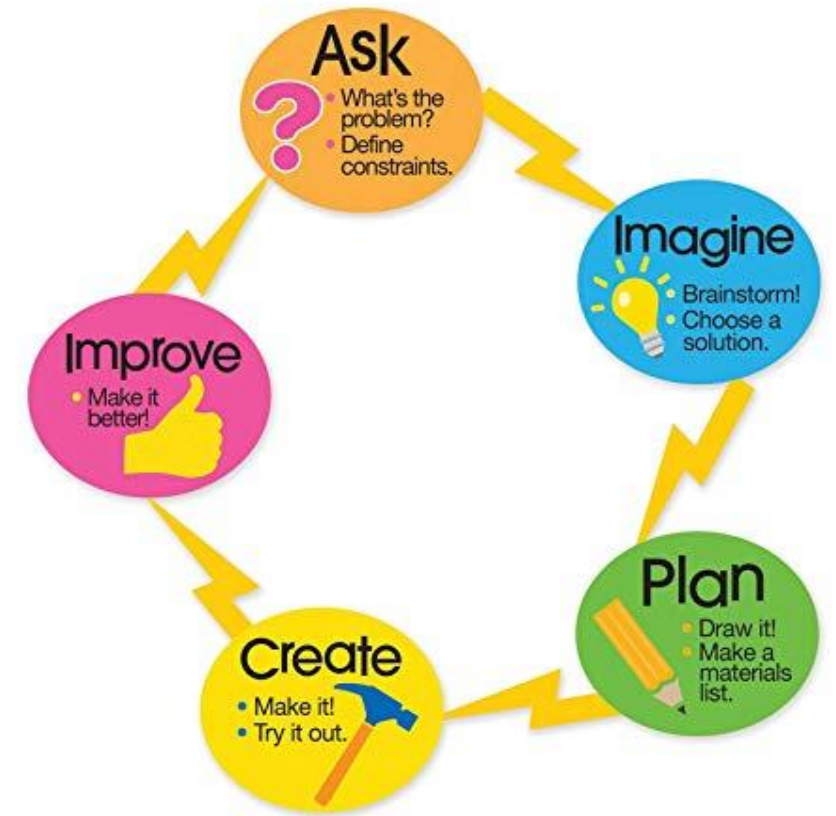 Ask
• What's the
problem?
• Define
constraints.
Imagine
• Brainstorm!
• Choose a
solution.
Plan
• Draw it!
• Make a
materials
list.
Create
• Make it!
• Try it out.
Improve
• Make it
better!